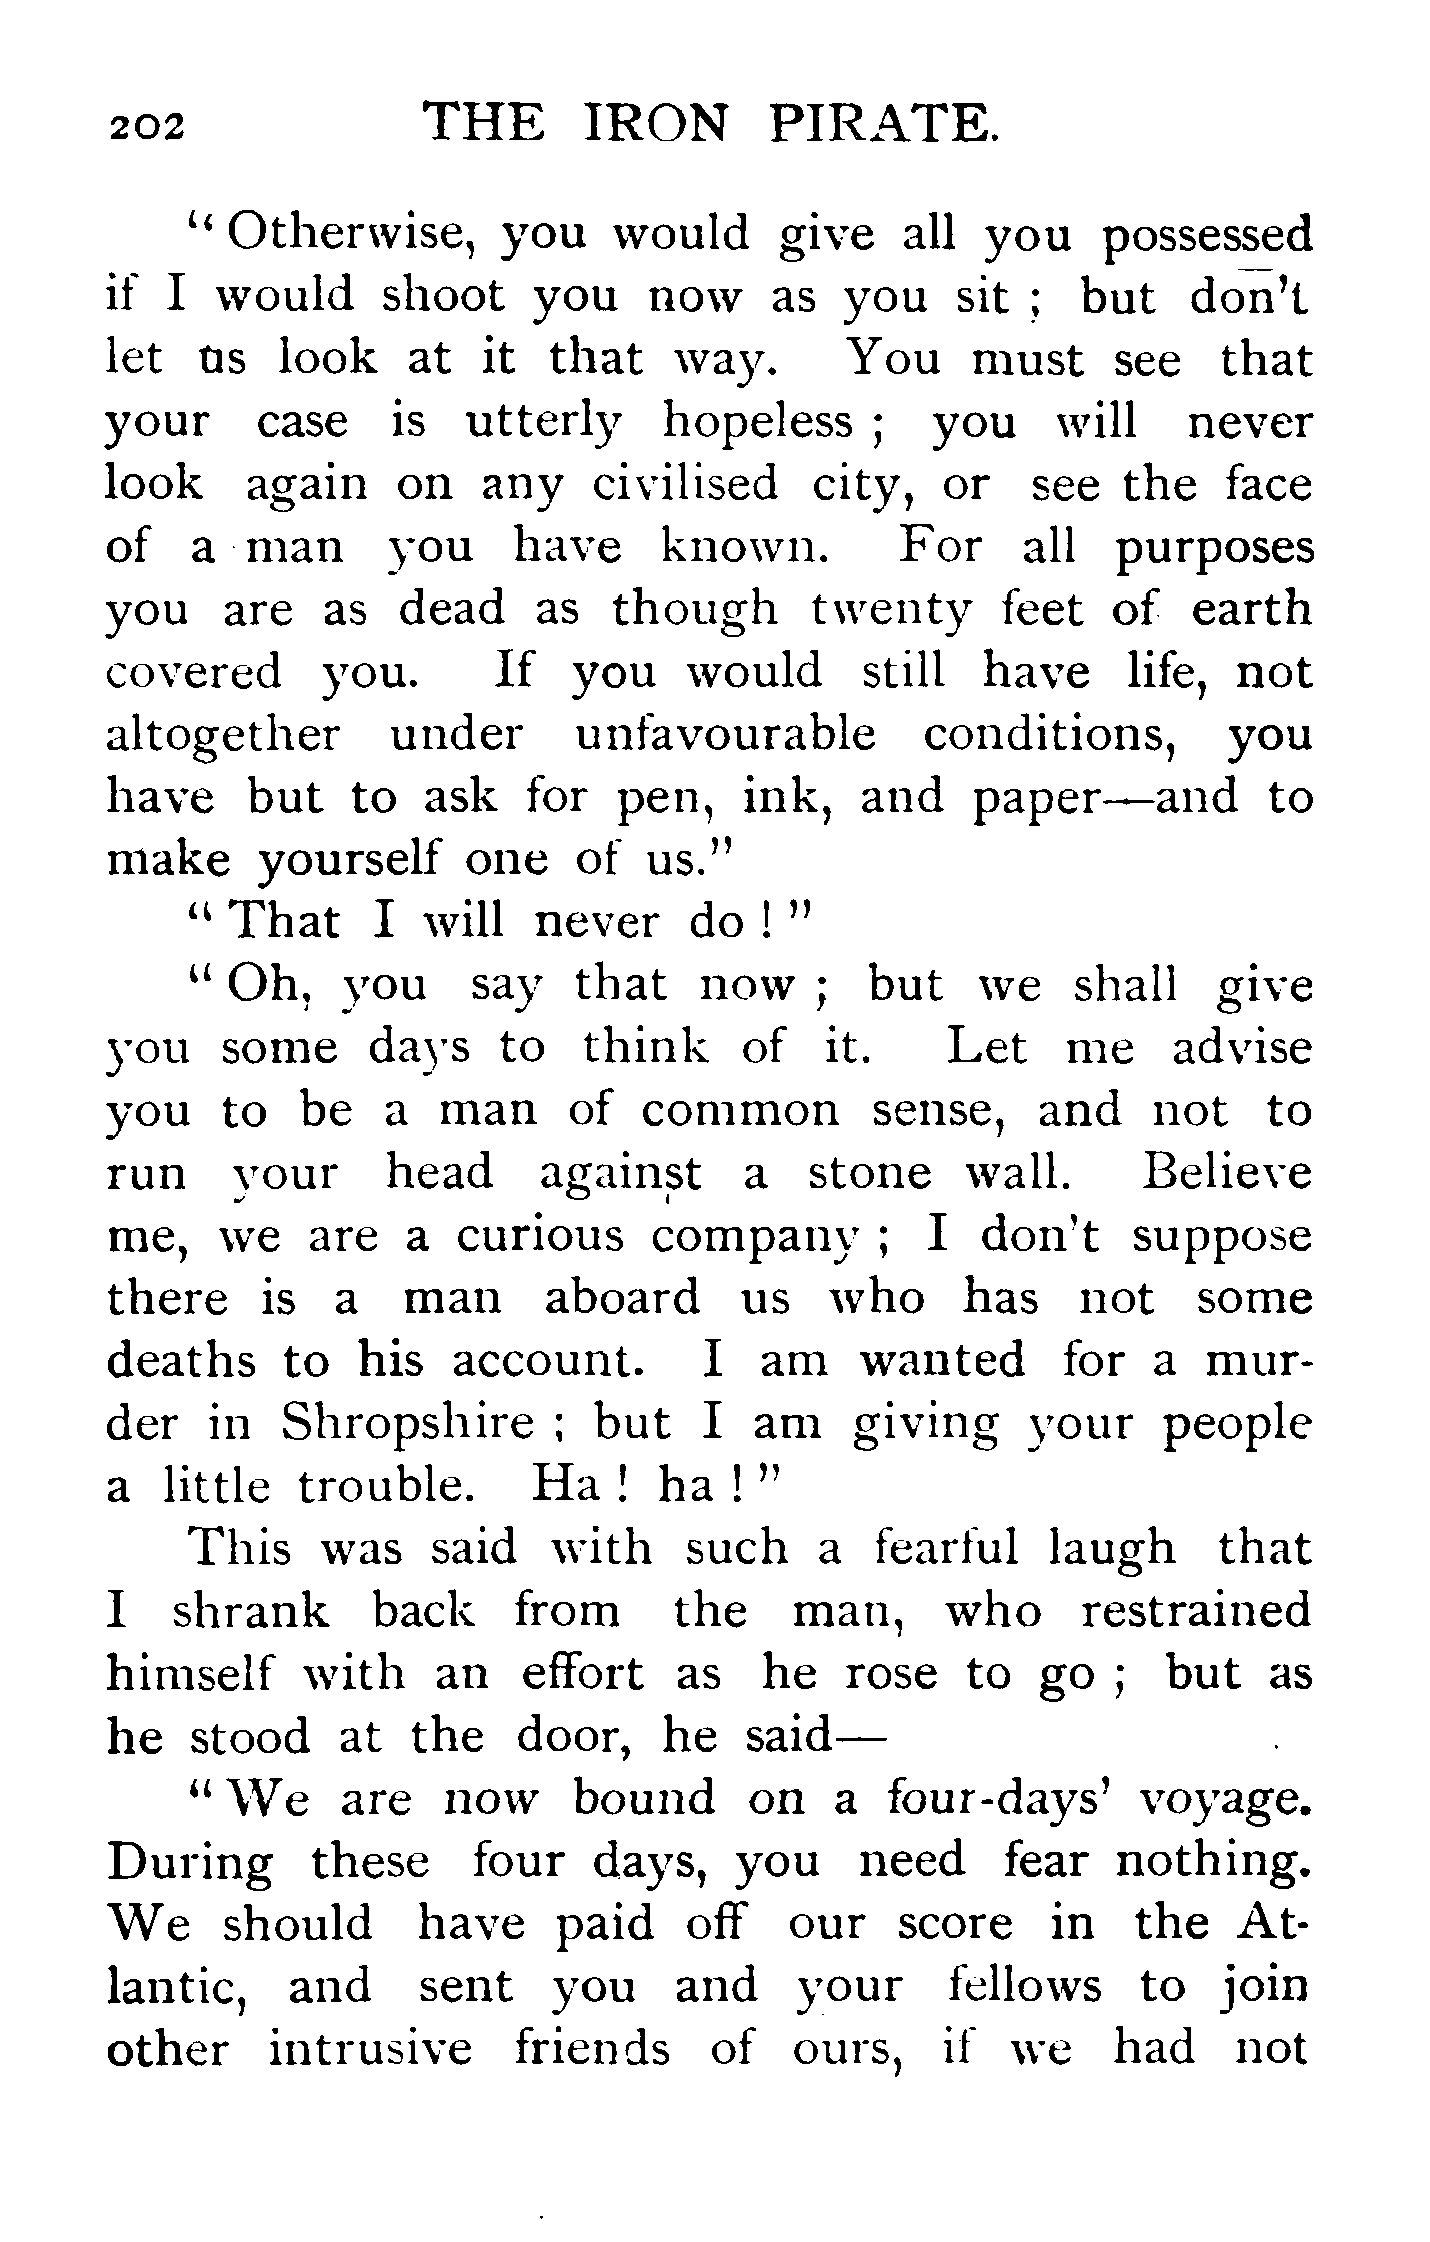 202 THE IRON PIRATE.
“ Otherwise, you would give all you possessed
if I would shoot you now as you sit ; but don’t
let us look at it that way. You must see that
your case is utterly hopeless ; you will never
look again on any civilised city, or see the face
of a man you have known. For all purposes
you are as dead as though twenty feet of earth
covered you. If you would still have life, not
altogether under unfavourable conditions, you
have but to ask for pen, ink, and paper—and to
make yourself one of us.”
“ That I will never do ! ”
“ Oh, you say that now ; but we shall give
you some days to think of it. Let me advise
you to be a man of common sense, and not to
run your head against a stone wall. Believe
me, we are a curious company ; I don’t suppose
there is a man aboard us who has not some
deaths to his account. I am wanted for a mur-
der in Shropshire ; but I am giving your people
a little trouble. Ha ! ha ! ”
This was said with such a fearful laugh that
I shrank back from the man, who restrained
himself with an effort as he rose to go ; but as
he stood at the door, he said—
“ We are now bound on a four-days’ voyage.
During these four days, you need fear nothing.
We should have paid off our score in the At-
lantic, and sent you and your fellows to join
other intrusive friends of ours, if we had not